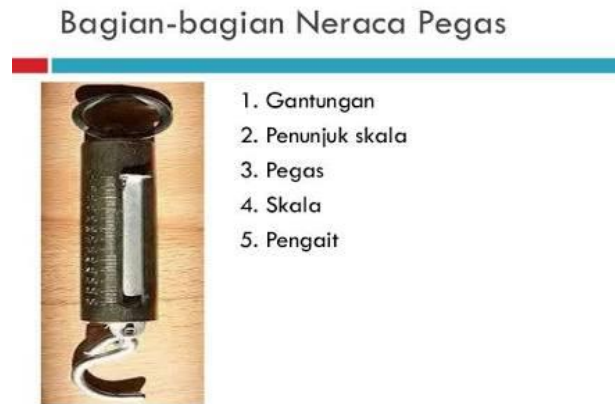 Bagian-bagian Neraca Pegas
1. Gantungan
2. Penunjuk skala
3. Pegas
4. Skala
5. Pengait